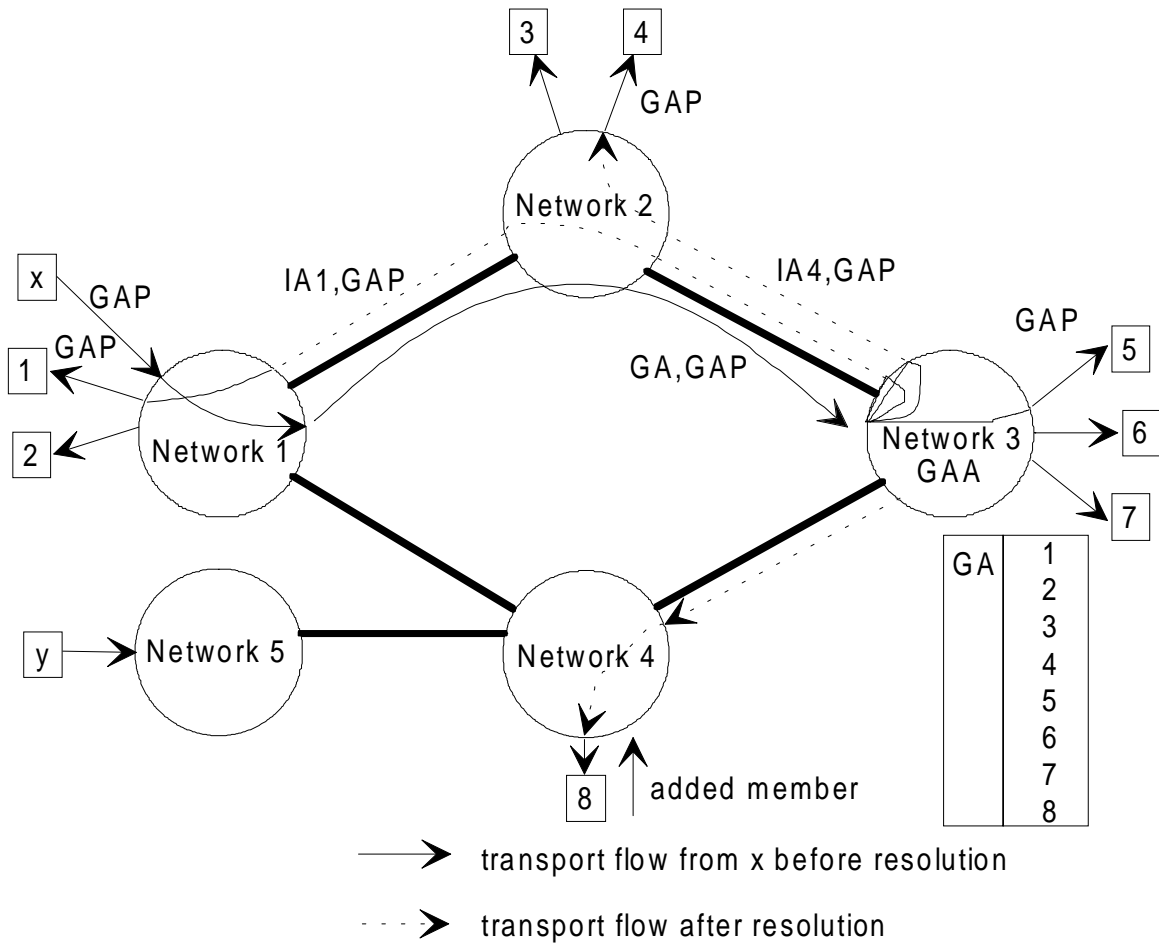 3
4
GAP
Network 2
x
GAP
IA1,GAP
IA4,GAP
GAP
1
GAP
5
GA,GAP
Network 1
2
Network 3
GAA
6
7
GA
1
2
3
4
5
6
7
8
y
Network 5
Network 4
8
added member
transport flow from x before resolution
transport flow after resolution